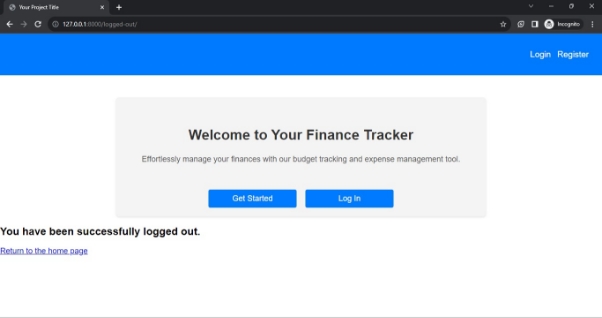 Your Project Title
127.0.0.1:8000/logged-out/
Incognito
Login Register
Welcome to Your Finance Tracker
Effortlessly manage your finances with our budget tracking and expense management tool.
Get Started Log In
You have been successfully logged out.
Return to the home page